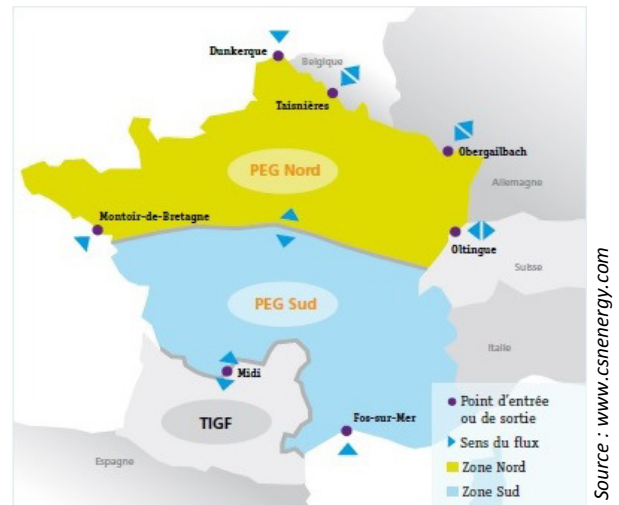 Dunkerque
Belgique
Taisnières
Obergailbach
PEG Nord
Allemagne
Montoir-de-Bretagne
Oltingue
Suisse
PEG Sud
Italie
Midi
TIGF
Fos-sur-Mer
Espagne
Point d'entrée
ou de sortie
Sens du flux
Zone Nord
Zone Sud
Source : www.csnenergy.com